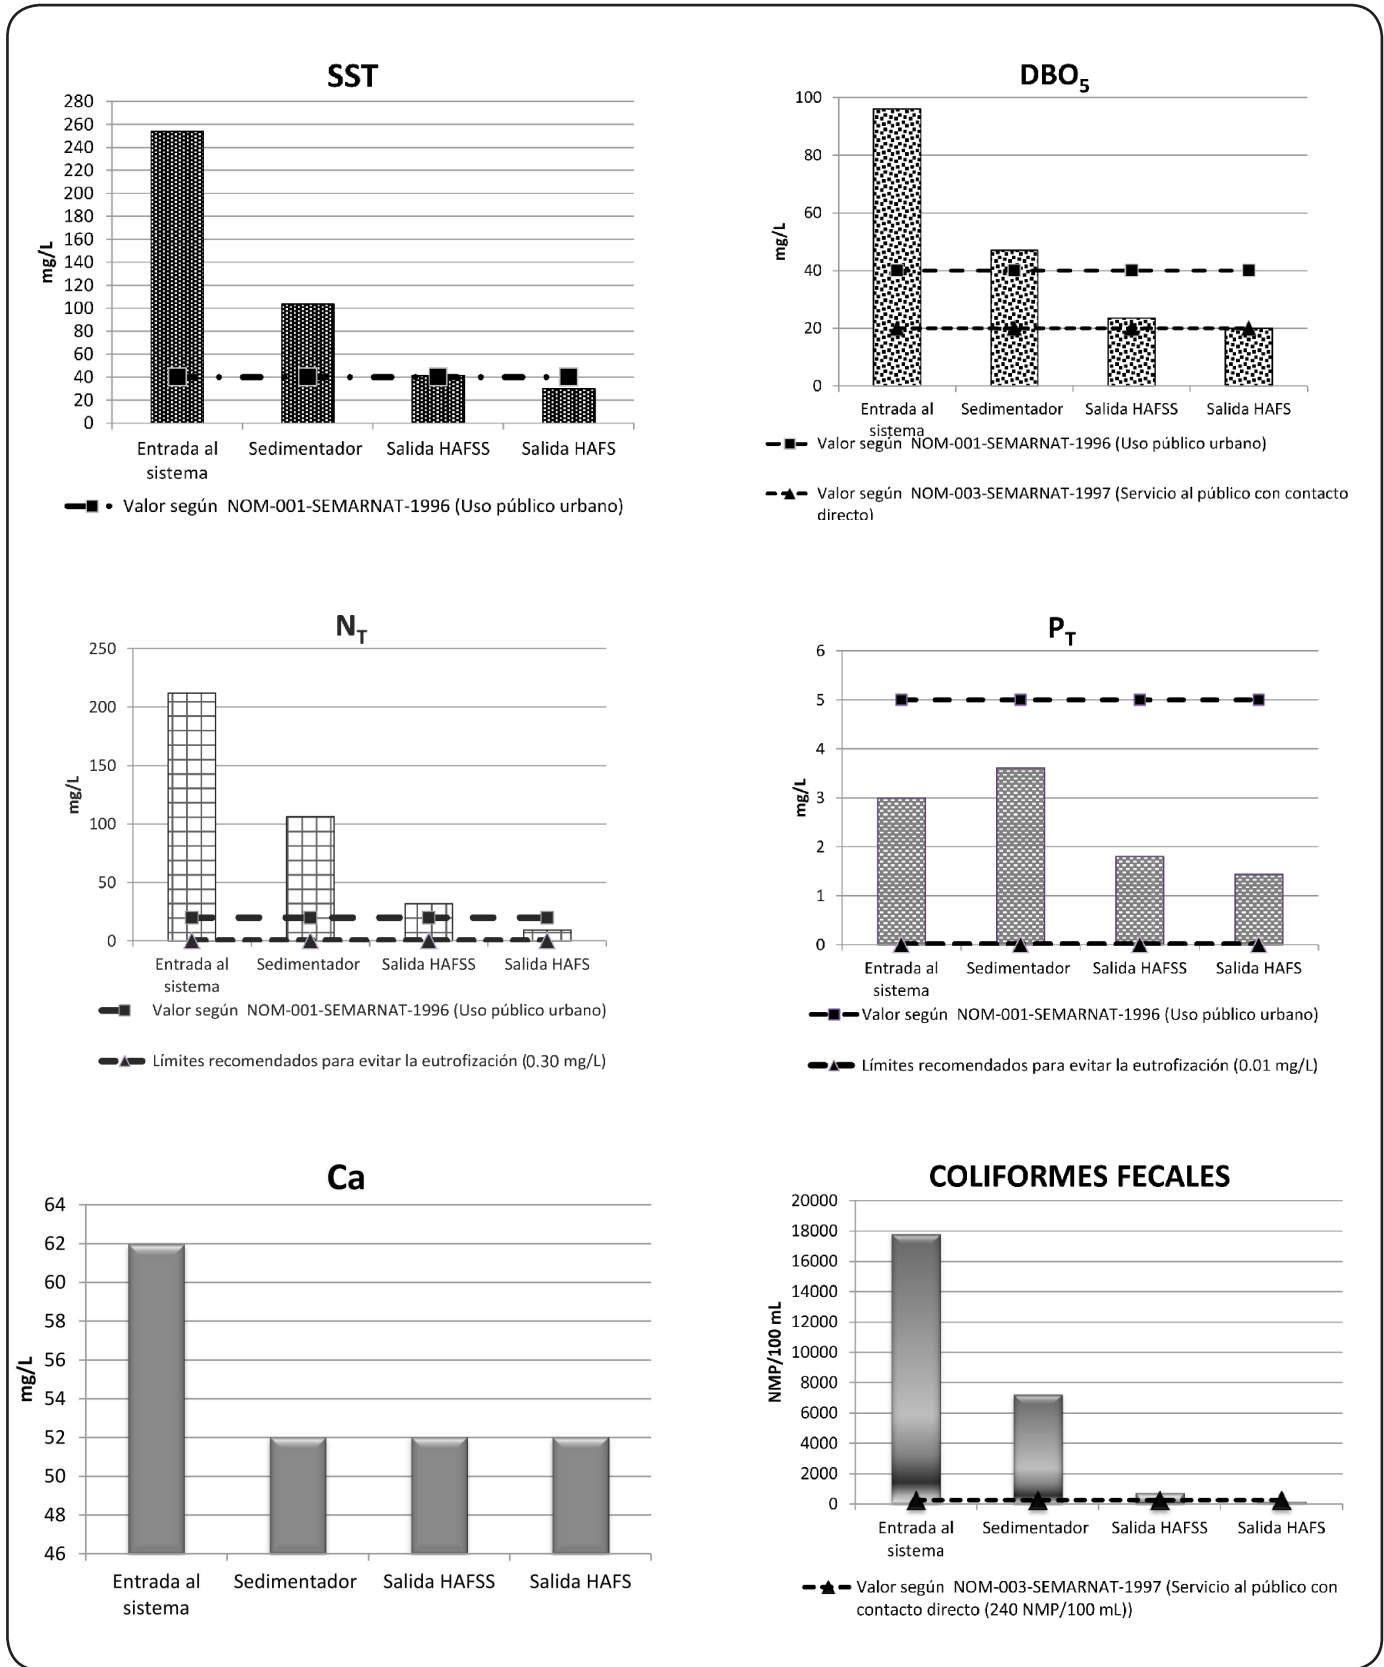 SST
280
260
240
220
200
180
160
140
120
100
80
60
40
20
0
mg/L
Entrada al
sistema
Sedimentador
Salida HAFSS
Salida HAFS
Valor según NOM-001-SEMARNAT-1996 (Uso público urbano)
DBO5
100
80
60
40
20
0
mg/L
Entrada al
sistema
Sedimentador
Salida HAFSS
Salida HAFS
Valor según NOM-001-SEMARNAT-1996 (Uso público urbano)
Valor según NOM-003-SEMARNAT-1997 (Servicio al público con contacto
directo)
NT
250
200
150
100
50
0
mg/L
Entrada al
sistema
Sedimentador
Salida HAFSS
Salida HAFS
Valor según NOM-001-SEMARNAT-1996 (Uso público urbano)
Límites recomendados para evitar la eutrofización (0.30 mg/L)
PT
6
5
4
3
2
1
0
mg/L
Entrada al
sistema
Sedimentador
Salida HAFSS
Salida HAFS
Valor según NOM-001-SEMARNAT-1996 (Uso público urbano)
Límites recomendados para evitar la eutrofización (0.01 mg/L)
Ca
64
62
60
58
56
54
52
50
48
46
mg/L
Entrada al
sistema
Sedimentador
Salida HAFSS
Salida HAFS
COLIFORMES FECALES
20000
18000
16000
14000
12000
10000
8000
6000
4000
2000
0
NMP/100 mL
Entrada al
sistema
Sedimentador
Salida HAFSS
Salida HAFS
Valor según NOM-003-SEMARNAT-1997 (Servicio al público con
contacto directo (240 NMP/100 mL))